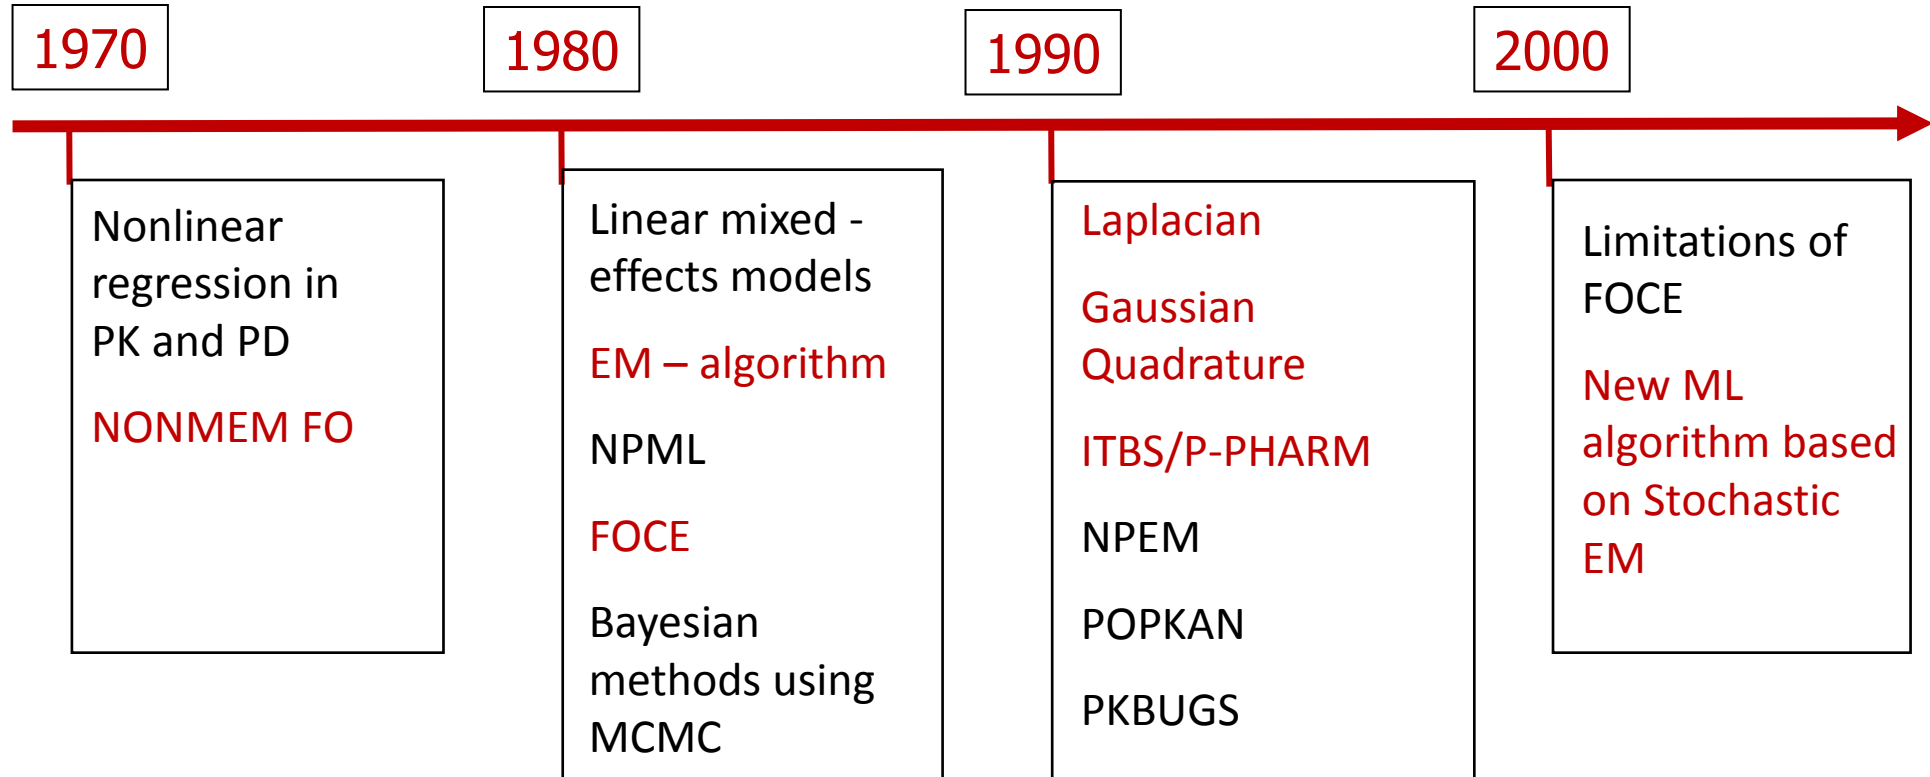 1970
1980
1990
2000
Nonlinear
regression in
PK and PD
NONMEM FO
Linear mixed -
effects models
EM – algorithm
NPML
FOCE
Bayesian
methods using
MCMC
Laplacian
Gaussian
Quadrature
ITBS/P-PHARM
NPEM
POPKAN
PKBUGS
Limitations of
FOCE
New ML
algorithm based
on Stochastic
EM